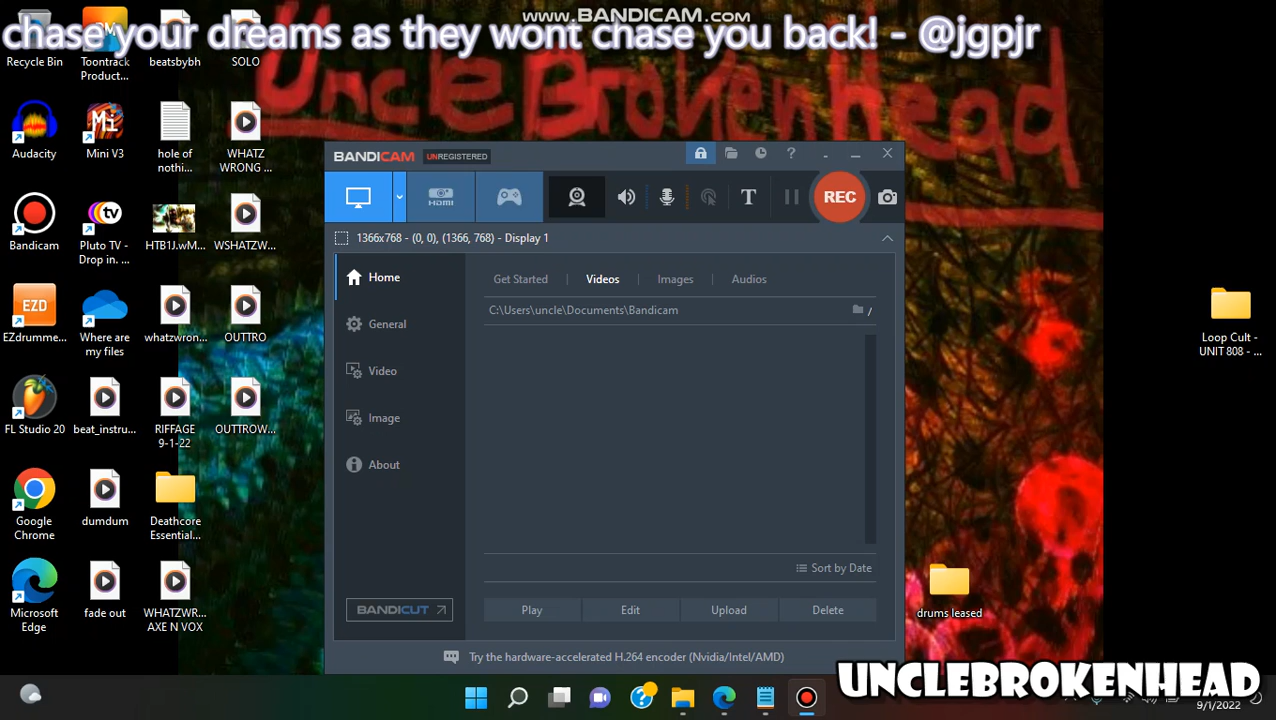 www.BANDICAM.com
chase your dreams as they wont chase you back! - @jgpjr
UncleBrokenHead
Recycle Bin
Toontrack
Product...
beatsbybh
SOLO
Audacity
Mini V3
hole of
nothi...
WHATZ
WRONG ...
Bandicam
Pluto TV -
Drop in. ...
HTB1J.wM...
WSHATZW...
EZdrumme...
Where are
my files
whatzwron...
OUTTRO
FL Studio 20
beat_instru...
RIFFAGE
9-1-22
OUTTROW...
Google
Chrome
dumdum
Deathcore
Essential...
Microsoft
Edge
fade out
WHATZWR...
AXE N VOX
BANDICAM UNREGISTERED
HDMI
T
REC
1366x768 - (0, 0), (1366, 768) - Display 1
Home
General
Video
Image
About
BANDICUT
Get Started
Videos
Images
Audios
C:\Users\uncle\Documents\Bandicam
Sort by Date
Play
Edit
Upload
Delete
Try the hardware-accelerated H.264 encoder (Nvidia/Intel/AMD)
Loop Cult -
UNIT 808 - ...
drums leased
UNCLEBROKENHEAD
9/1/2022